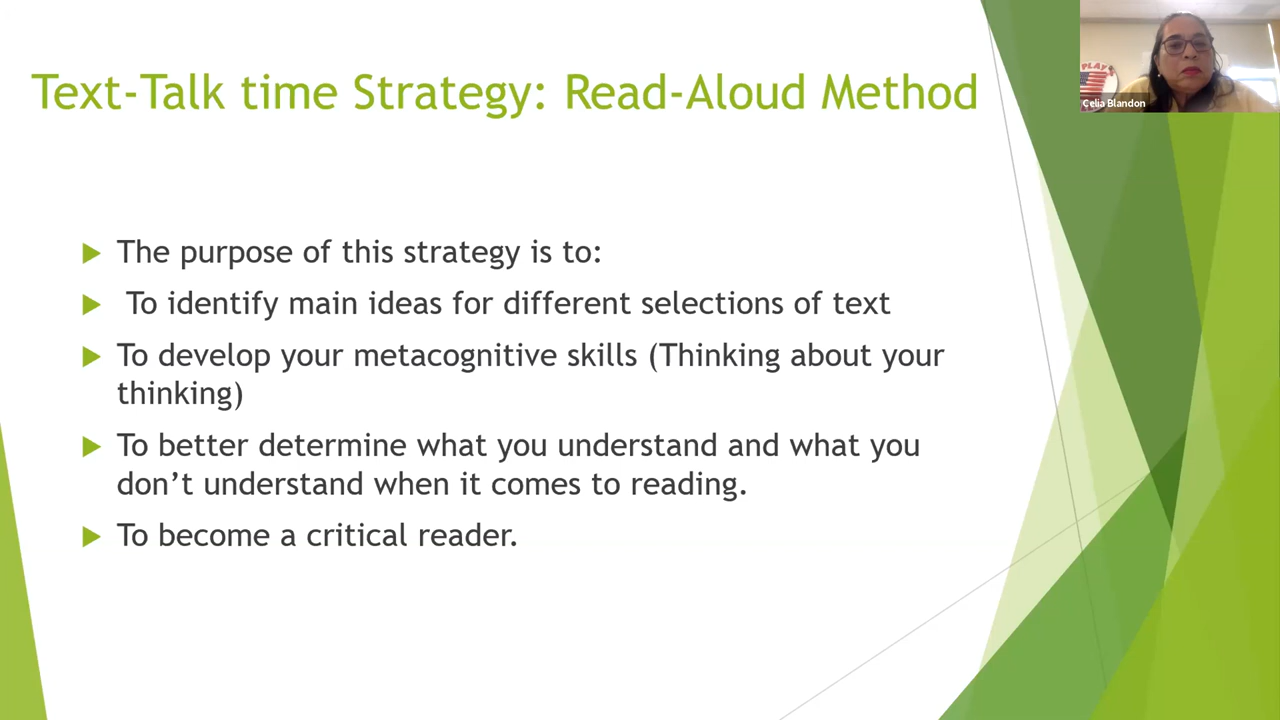 Text-Talk time Strategy: Read-Aloud Method
PLAY
Celia Blandon
The purpose of this strategy is to:
To identify main ideas for different selections of text
To develop your metacognitive skills (Thinking about your
thinking)
To better determine what you understand and what you
don’t understand when it comes to reading.
To become a critical reader.